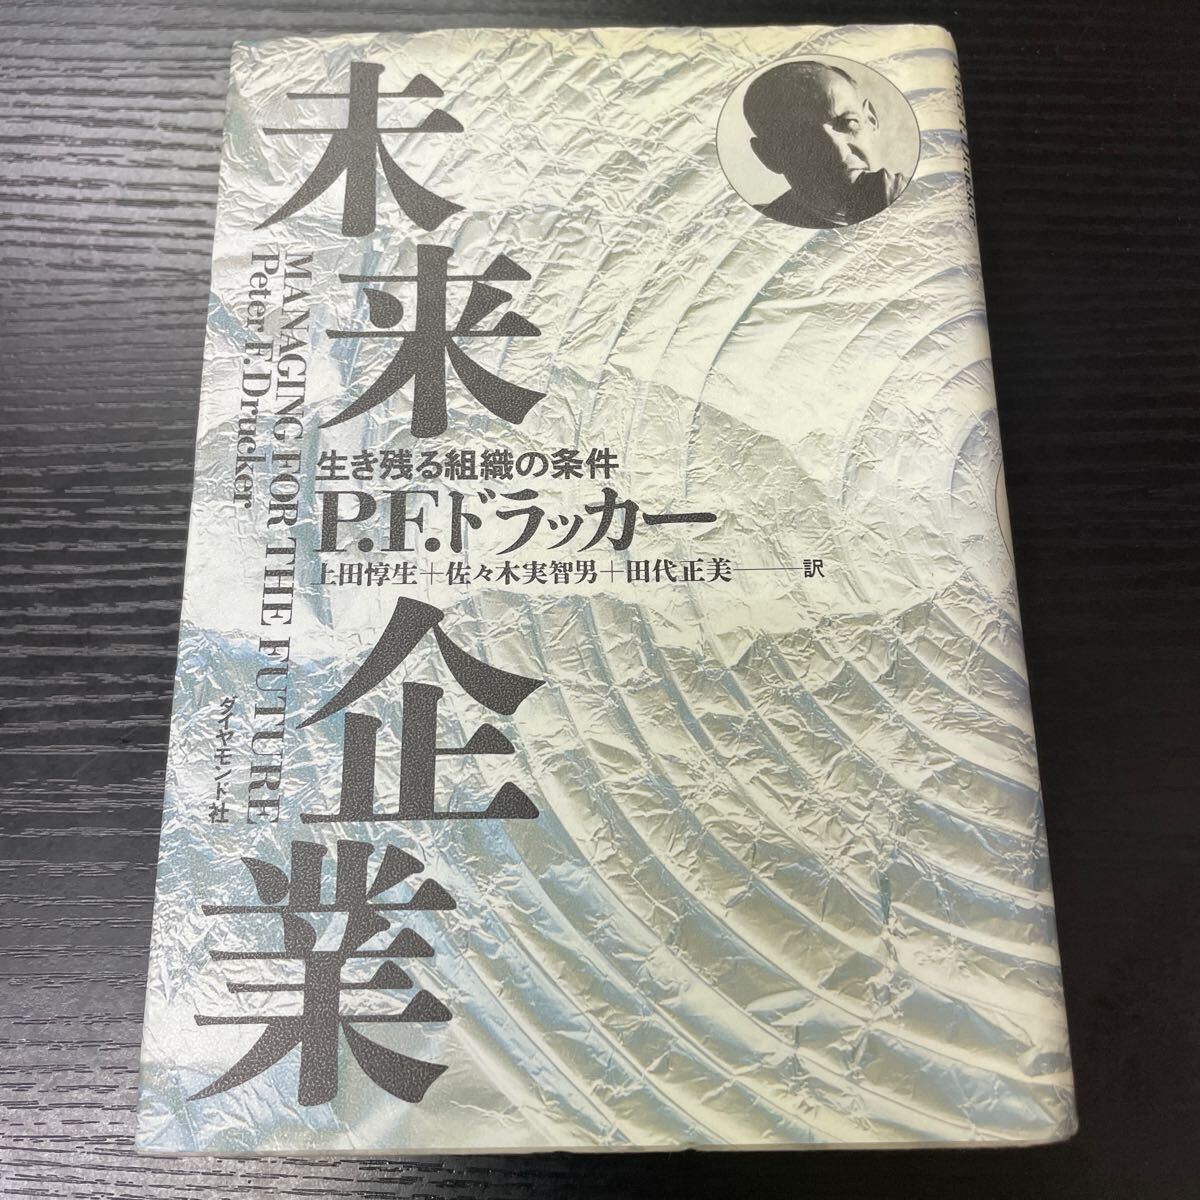 未来企業
生き残る組織の条件
P.F.ドラッカー
上田惇生+佐々木実智男+田代正美——訳
MANAGING FOR THE FUTURE
Peter F. Drucker
ダイヤモンド社